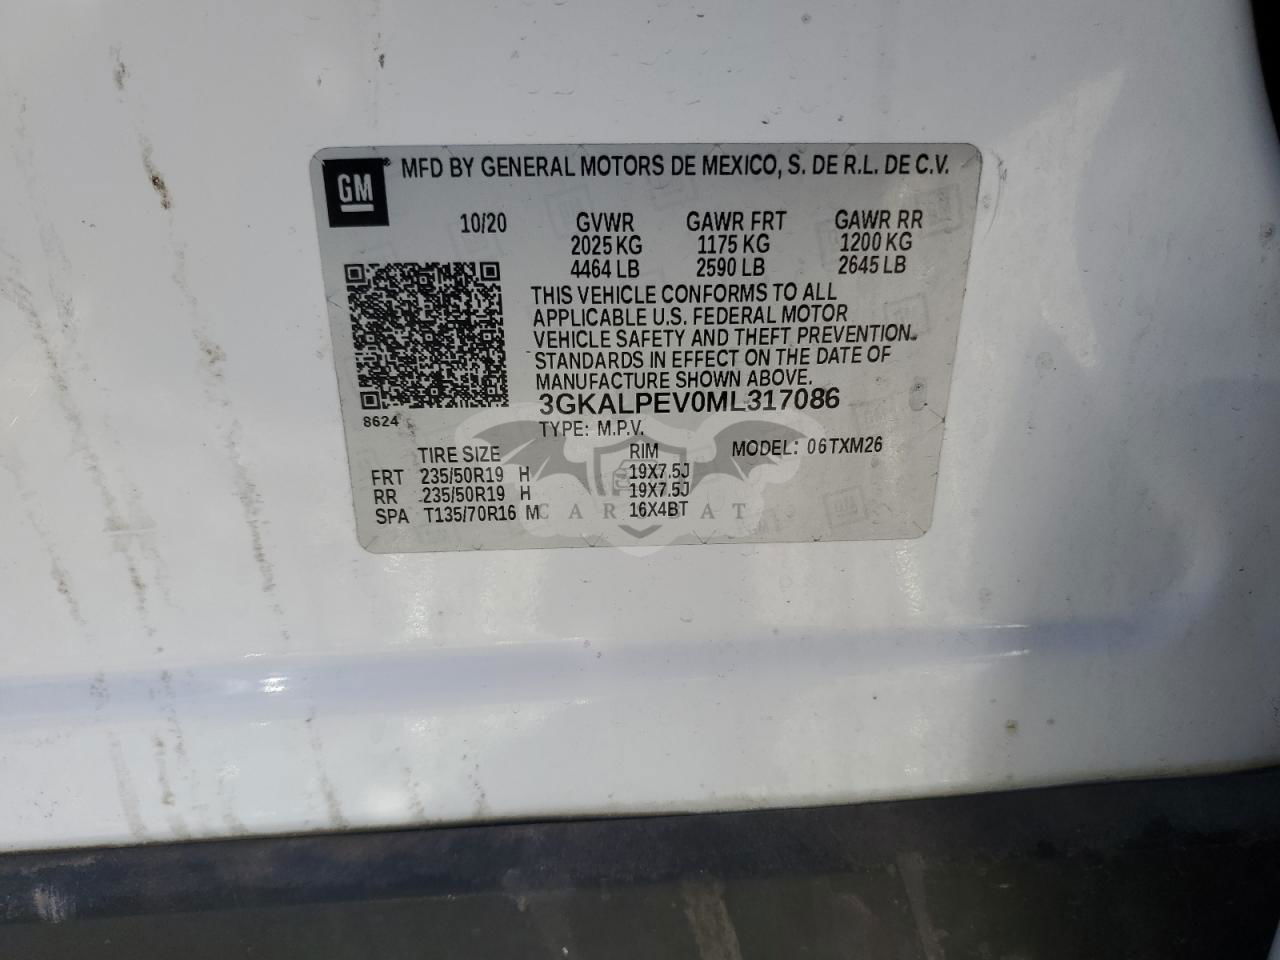 GM® MFD BY GENERAL MOTORS DE MEXICO, S. DE R.L. DE C.V.
10/20 GVWR GAWR FRT GAWR RR
2025 KG 1175 KG 1200 KG
4464 LB 2590 LB 2645 LB
THIS VEHICLE CONFORMS TO ALL
APPLICABLE U.S. FEDERAL MOTOR
VEHICLE SAFETY AND THEFT PREVENTION
STANDARDS IN EFFECT ON THE DATE OF
MANUFACTURE SHOWN ABOVE.
3GKALPEV0ML317086
8624
TYPE: M.P.V. MODEL: 06TXM26
TIRE SIZE RIM
FRT 235/50R19 H 19X7.5J
RR 235/50R19 H 19X7.5J
SPA T135/70R16 M 16X4BT